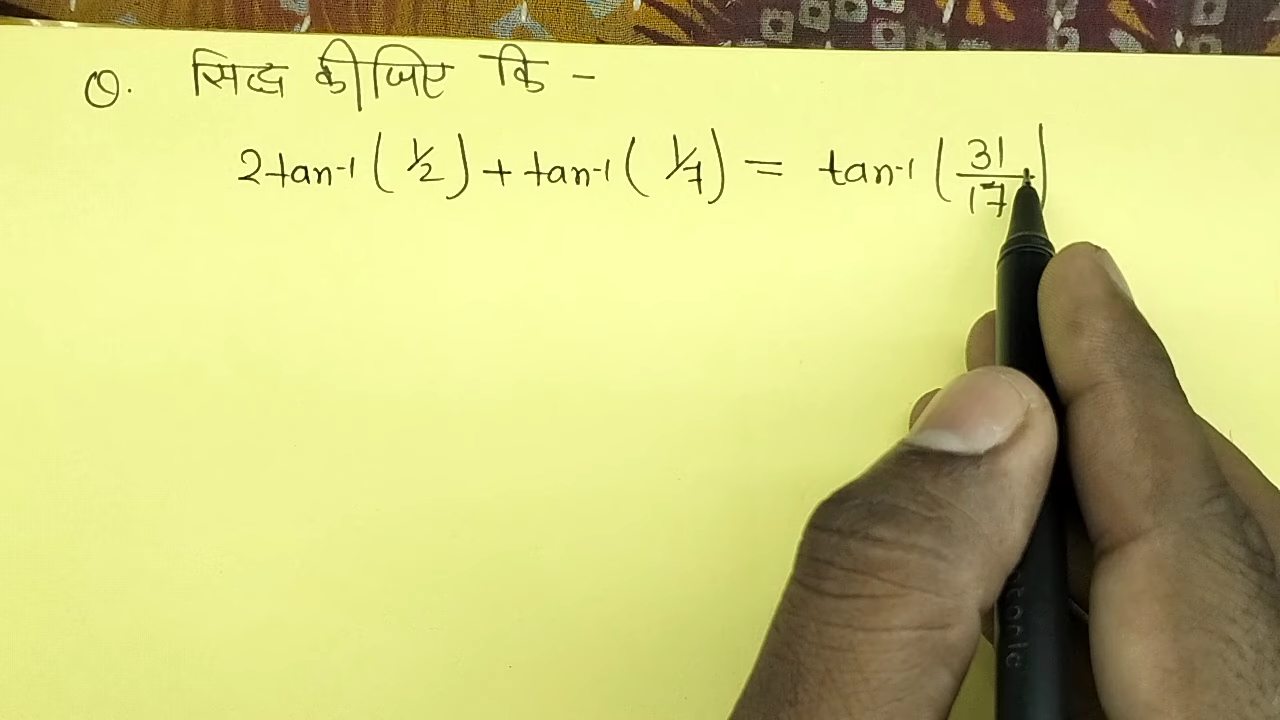 Q. सिद्ध कीजिए कि -
2tan-1 (1/2) + tan-1 (1/7) = tan-1 (31/17)